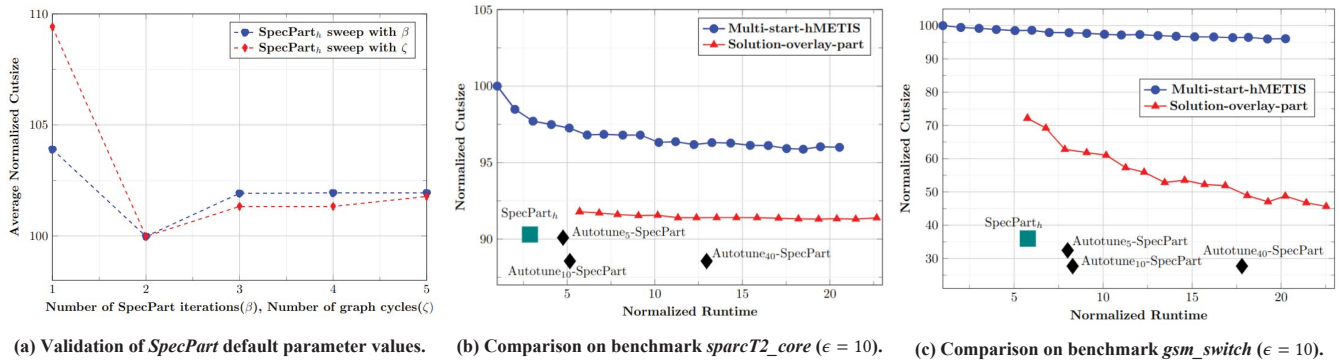 110
105
100
Average Normalized Cutsize
SpecPart_h sweep with β
SpecPart_h sweep with ζ
1 2 3 4 5
Number of SpecPart iterations(β), Number of graph cycles(ζ)
(a) Validation of SpecPart default parameter values.
105
100
95
90
85
Normalized Cutsize
Multi-start-hMETIS
Solution-overlay-part
SpecPart_h
Autotune_5-SpecPart
Autotune_10-SpecPart
Autotune_40-SpecPart
5 10 15 20
Normalized Runtime
(b) Comparison on benchmark sparcT2_core (ϵ = 10).
100
90
80
70
60
50
40
30
Normalized Cutsize
Multi-start-hMETIS
Solution-overlay-part
SpecPart_h
Autotune_5-SpecPart
Autotune_10-SpecPart
Autotune_40-SpecPart
5 10 15 20
Normalized Runtime
(c) Comparison on benchmark gsm_switch (ϵ = 10).